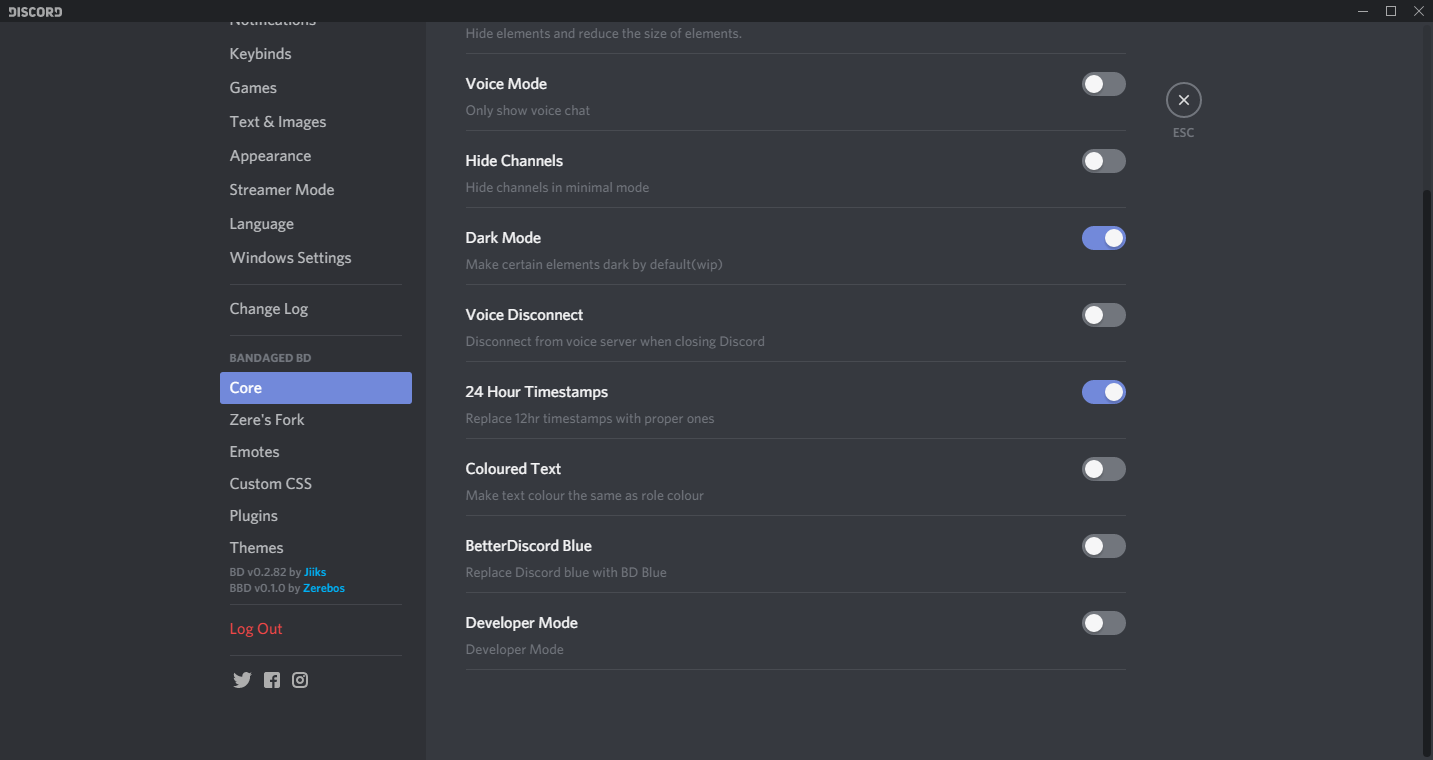 DISCORD
Notifications
Keybinds
Games
Text & Images
Appearance
Streamer Mode
Language
Windows Settings
Change Log
BANDAGED BD
Core
Zere's Fork
Emotes
Custom CSS
Plugins
Themes
BD v0.2.82 by Jiiks
BBD v0.1.0 by Zerebos
Log Out
Hide elements and reduce the size of elements.
Voice Mode
Only show voice chat
Hide Channels
Hide channels in minimal mode
Dark Mode
Make certain elements dark by default(wip)
Voice Disconnect
Disconnect from voice server when closing Discord
24 Hour Timestamps
Replace 12hr timestamps with proper ones
Coloured Text
Make text colour the same as role colour
BetterDiscord Blue
Replace Discord blue with BD Blue
Developer Mode
Developer Mode
ESC